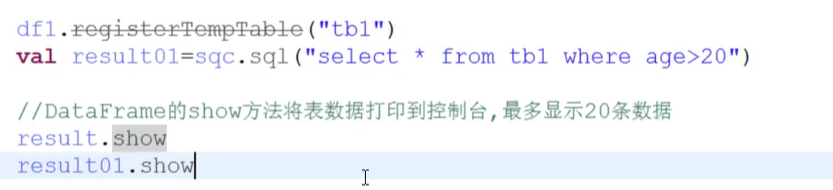 df1.registerTempTable("tb1")
val result01=sqc.sql("select * from tb1 where age>20")
//DataFrame的show方法将表数据打印到控制台,最多显示20条数据
result.show
result01.show